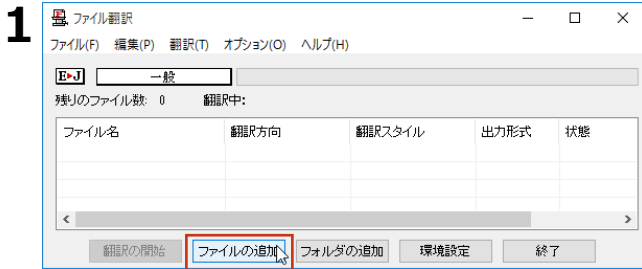 1
ファイル翻訳
ファイル(F) 編集(P) 翻訳(T) オプション(O) ヘルプ(H)
E▸J 一般
残りのファイル数: 0 翻訳中:
ファイル名 翻訳方向 翻訳スタイル 出力形式 状態
翻訳の開始 ファイルの追加 フォルダの追加 環境設定 終了